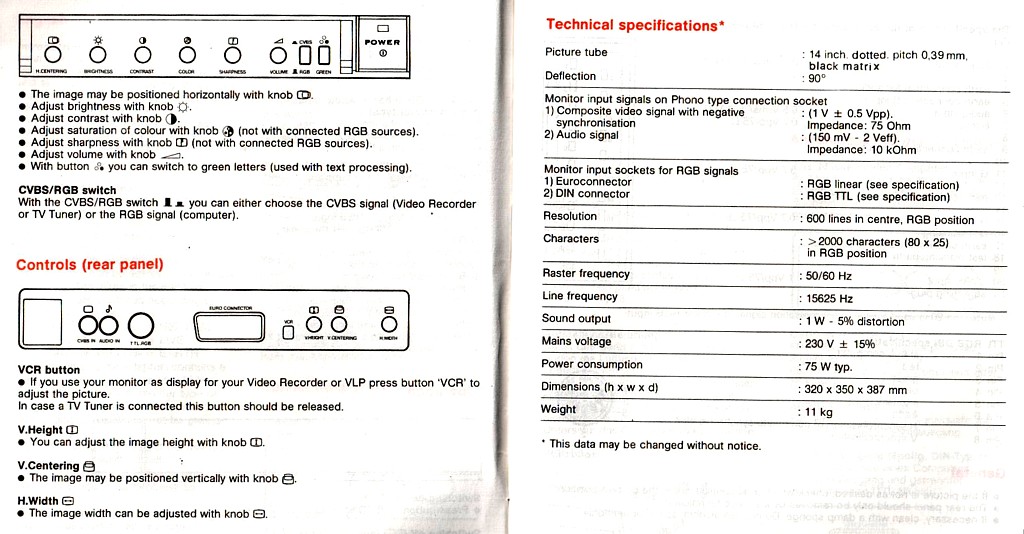 H.CENTERING BRIGHTNESS CONTRAST COLOR SHARPNESS VOLUME CVBS RGB GREEN
POWER
● The image may be positioned horizontally with knob
● Adjust brightness with knob
● Adjust contrast with knob
● Adjust saturation of colour with knob (not with connected RGB sources).
● Adjust sharpness with knob (not with connected RGB sources).
● Adjust volume with knob
● With button you can switch to green letters (used with text processing).
CVBS/RGB switch
With the CVBS/RGB switch you can either choose the CVBS signal (Video Recorder
or TV Tuner) or the RGB signal (computer).
Controls (rear panel)
EURO CONNECTOR
VCR
CVBS IN AUDIO IN TTL RGB V.HEIGHT V.CENTERING H.WIDTH
VCR button
● If you use your monitor as display for your Video Recorder or VLP press button 'VCR' to
adjust the picture.
In case a TV Tuner is connected this button should be released.
V.Height
● You can adjust the image height with knob
V.Centering
● The image may be positioned vertically with knob
H.Width
● The image width can be adjusted with knob
Technical specifications*
Picture tube : 14 inch. dotted. pitch 0,39 mm,
black matrix
Deflection : 90°
Monitor input signals on Phono type connection socket
1) Composite video signal with negative : (1 V ± 0.5 Vpp).
synchronisation Impedance: 75 Ohm
2) Audio signal : (150 mV - 2 Veff).
Impedance: 10 kOhm
Monitor input sockets for RGB signals
1) Euroconnector : RGB linear (see specification)
2) DIN connector : RGB TTL (see specification)
Resolution : 600 lines in centre, RGB position
Characters : >2000 characters (80 x 25)
in RGB position
Raster frequency : 50/60 Hz
Line frequency : 15625 Hz
Sound output : 1 W - 5% distortion
Mains voltage : 230 V ± 15%
Power consumption : 75 W typ.
Dimensions (h x w x d) : 320 x 350 x 387 mm
Weight : 11 kg
* This data may be changed without notice.